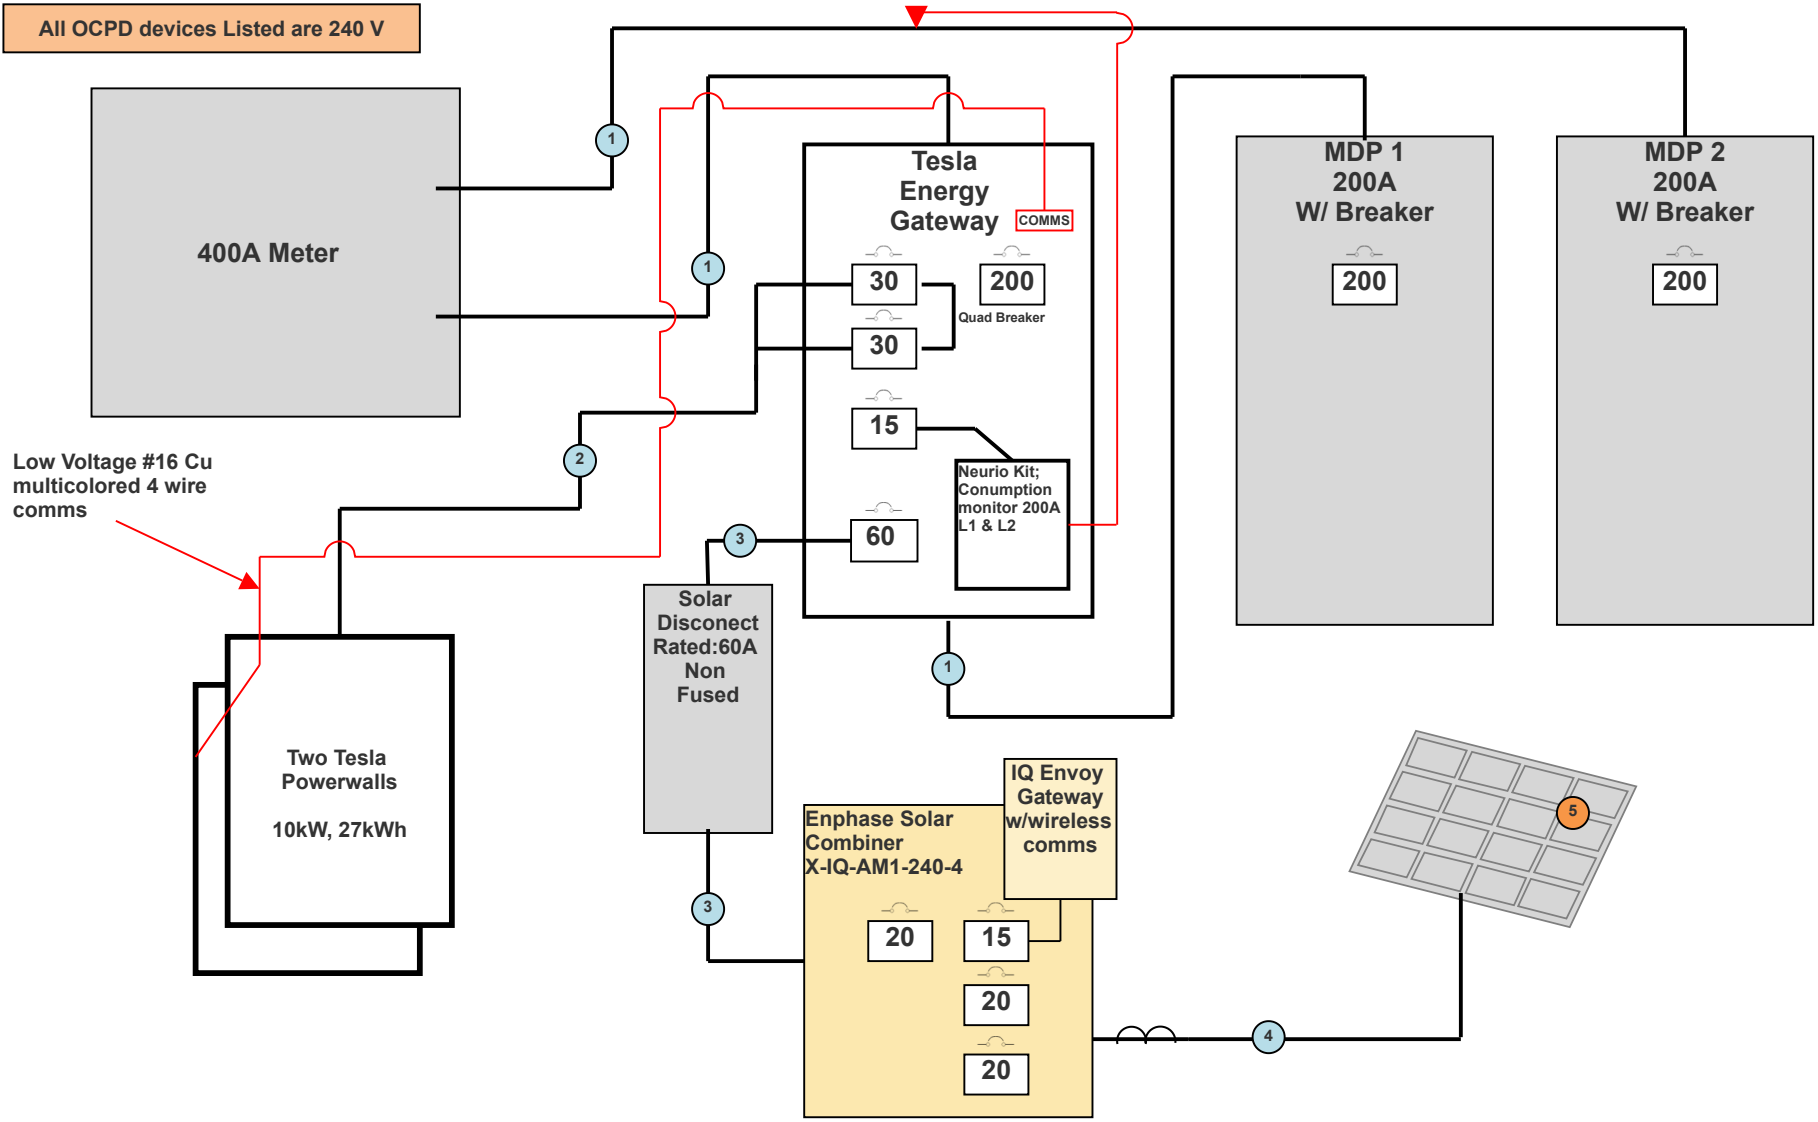 All OCPD devices Listed are 240 V
400A Meter
1
1
Tesla
Energy
Gateway
COMMS
30
200
Quad Breaker
30
15
Neurio Kit;
Conumption
monitor 200A
L1 & L2
60
MDP 1
200A
W/ Breaker
200
MDP 2
200A
W/ Breaker
200
Low Voltage #16 Cu
multicolored 4 wire
comms
2
3
Solar
Disconect
Rated:60A
Non
Fused
1
Two Tesla
Powerwalls
10kW, 27kWh
3
Enphase Solar
Combiner
X-IQ-AM1-240-4
IQ Envoy
Gateway
w/wireless
comms
20
15
20
20
4
5